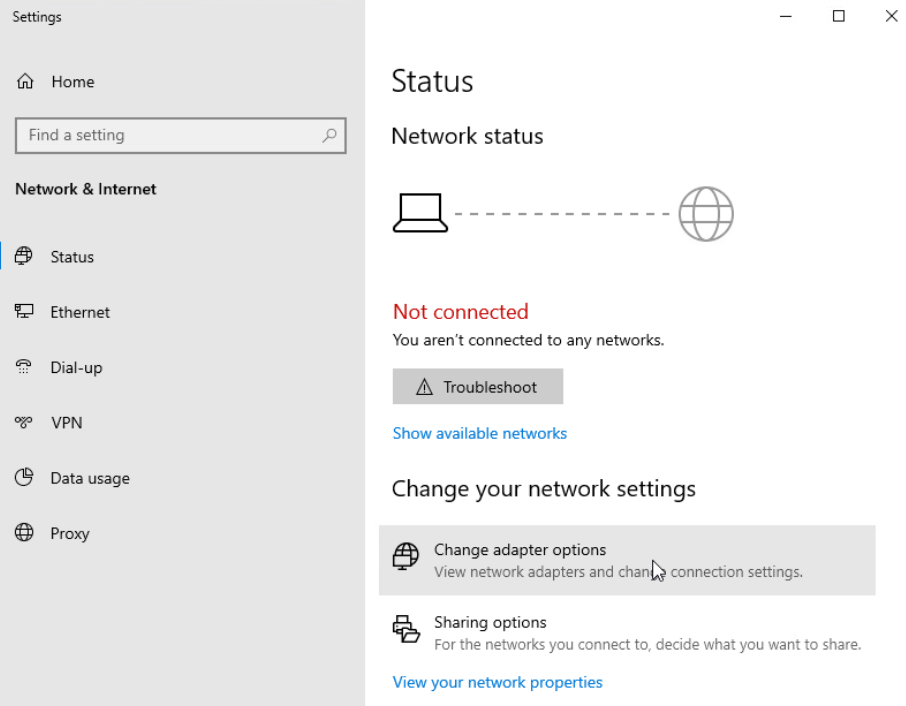 Settings
Home
Find a setting
Network & Internet
Status
Ethernet
Dial-up
VPN
Data usage
Proxy
Status
Network status
Not connected
You aren't connected to any networks.
Troubleshoot
Show available networks
Change your network settings
Change adapter options
View network adapters and change connection settings.
Sharing options
For the networks you connect to, decide what you want to share.
View your network properties